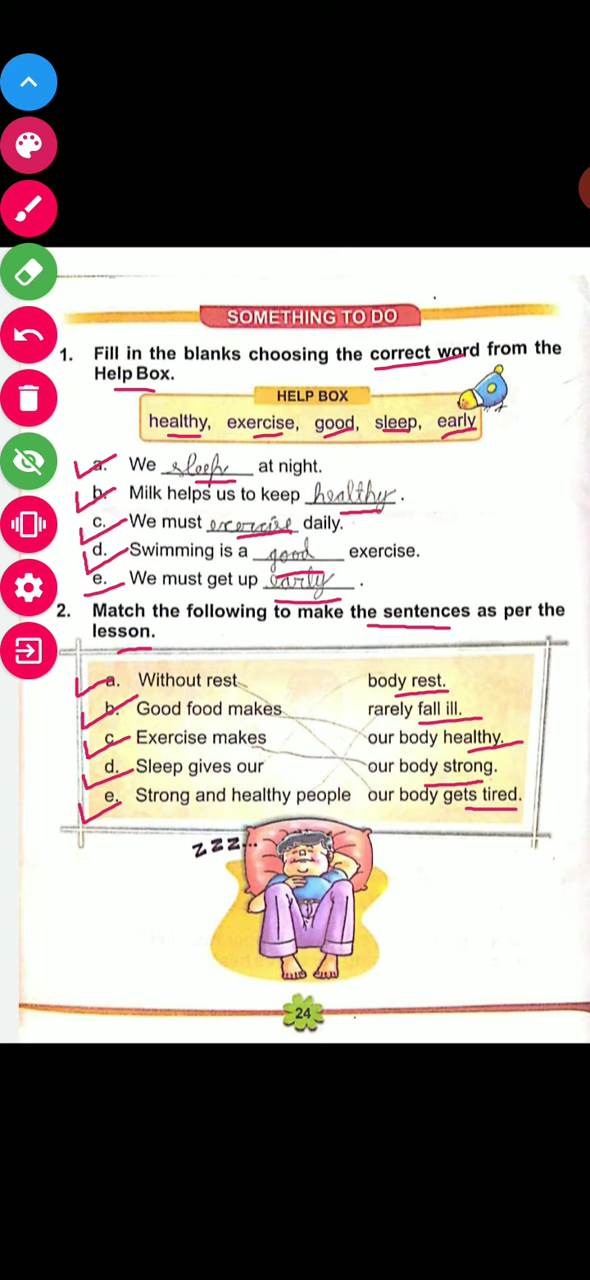 SOMETHING TO DO
1. Fill in the blanks choosing the correct word from the
Help Box.
HELP BOX
healthy, exercise, good, sleep, early
a. We sleep at night.
b. Milk helps us to keep healthy.
c. We must exercise daily.
d. Swimming is a good exercise.
e. We must get up early.
2. Match the following to make the sentences as per the
lesson.
a. Without rest body rest.
b. Good food makes rarely fall ill.
c. Exercise makes our body healthy.
d. Sleep gives our our body strong.
e. Strong and healthy people our body gets tired.
zzz...
24